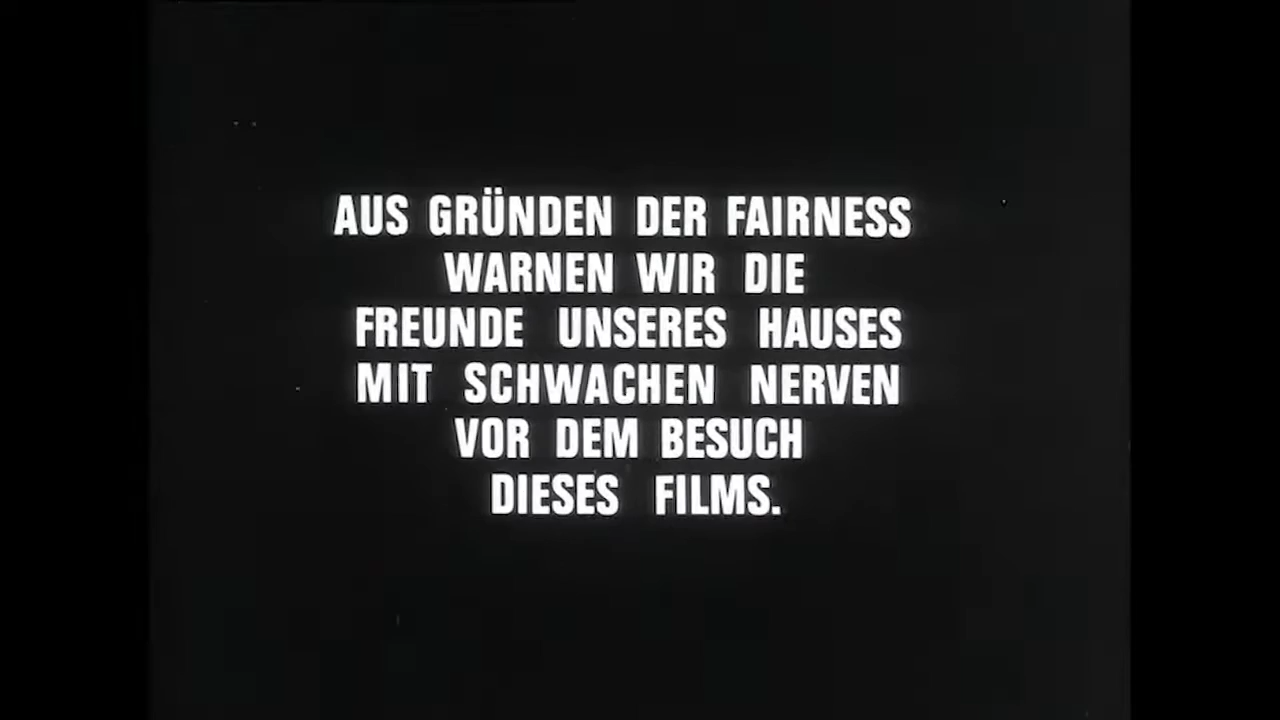 AUS GRÜNDEN DER FAIRNESS
WARNEN WIR DIE
FREUNDE UNSERES HAUSES
MIT SCHWACHEN NERVEN
VOR DEM BESUCH
DIESES FILMS.